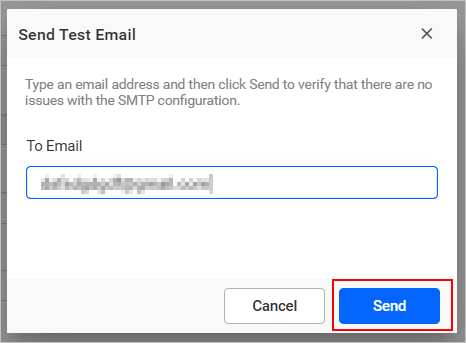 Send Test Email
Type an email address and then click Send to verify that there are no
issues with the SMTP configuration.
To Email
Cancel
Send